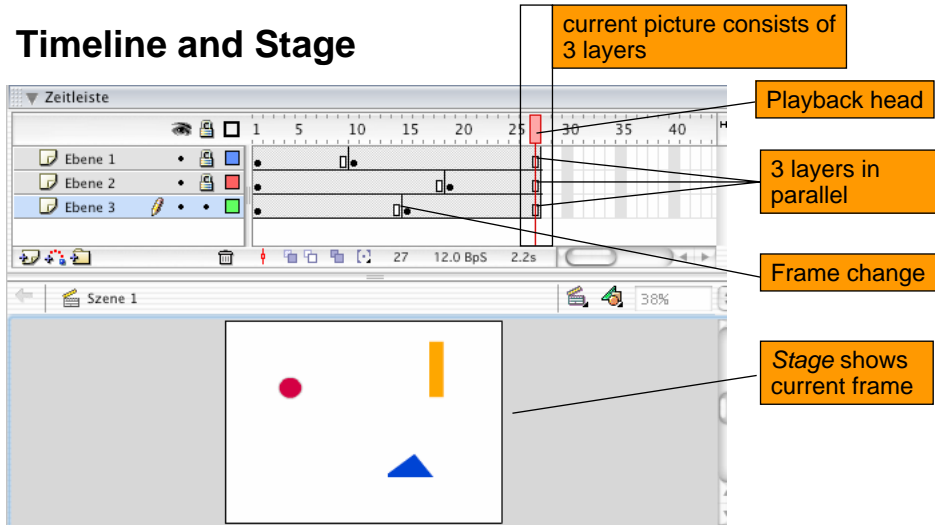 Timeline and Stage
current picture consists of
3 layers
Zeitleiste
Playback head
1 5 10 15 20 25 30 35 40
Ebene 1
Ebene 2
Ebene 3
3 layers in
parallel
27 12.0 BpS 2.2s
Frame change
Szene 1
38%
Stage shows
current frame